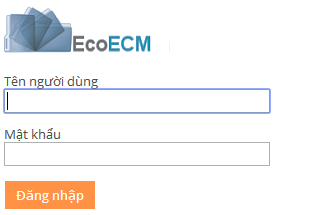 EcoECM
Tên người dùng
Mật khẩu
Đăng nhập